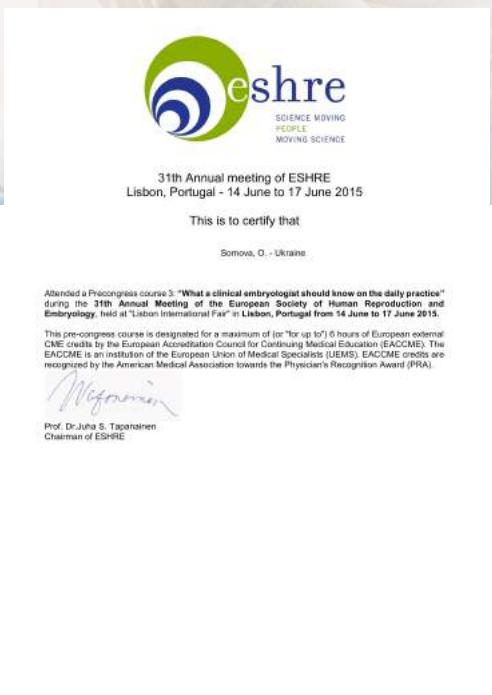 eshre
SCIENCE MOVING
PEOPLE
MOVING SCIENCE
31th Annual meeting of ESHRE
Lisbon, Portugal - 14 June to 17 June 2015
This is to certify that
Somova, O. - Ukraine
Attended a Precongress course 3: "What a clinical embryologist should know on the daily practice"
during the 31th Annual Meeting of the European Society of Human Reproduction and
Embryology, held at "Lisbon International Fair" in Lisbon, Portugal from 14 June to 17 June 2015.
This pre-congress course is designated for a maximum of (or "for up to") 6 hours of European external
CME credits by the European Accreditation Council for Continuing Medical Education (EACCME). The
EACCME is an institution of the European Union of Medical Specialists (UEMS). EACCME credits are
recognized by the American Medical Association towards the Physician's Recognition Award (PRA).
Prof. Dr.Juha S. Tapanainen
Chairman of ESHRE